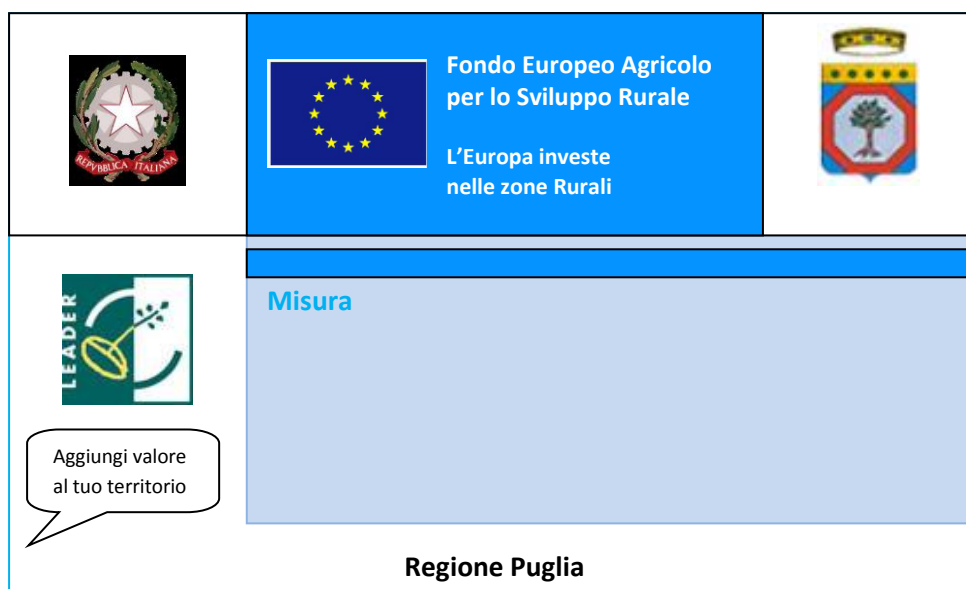 Fondo Europeo Agricolo
per lo Sviluppo Rurale
L’Europa investe
nelle zone Rurali
REPVBBLICA ITALIANA
LEADER
Misura
Aggiungi valore
al tuo territorio
Regione Puglia